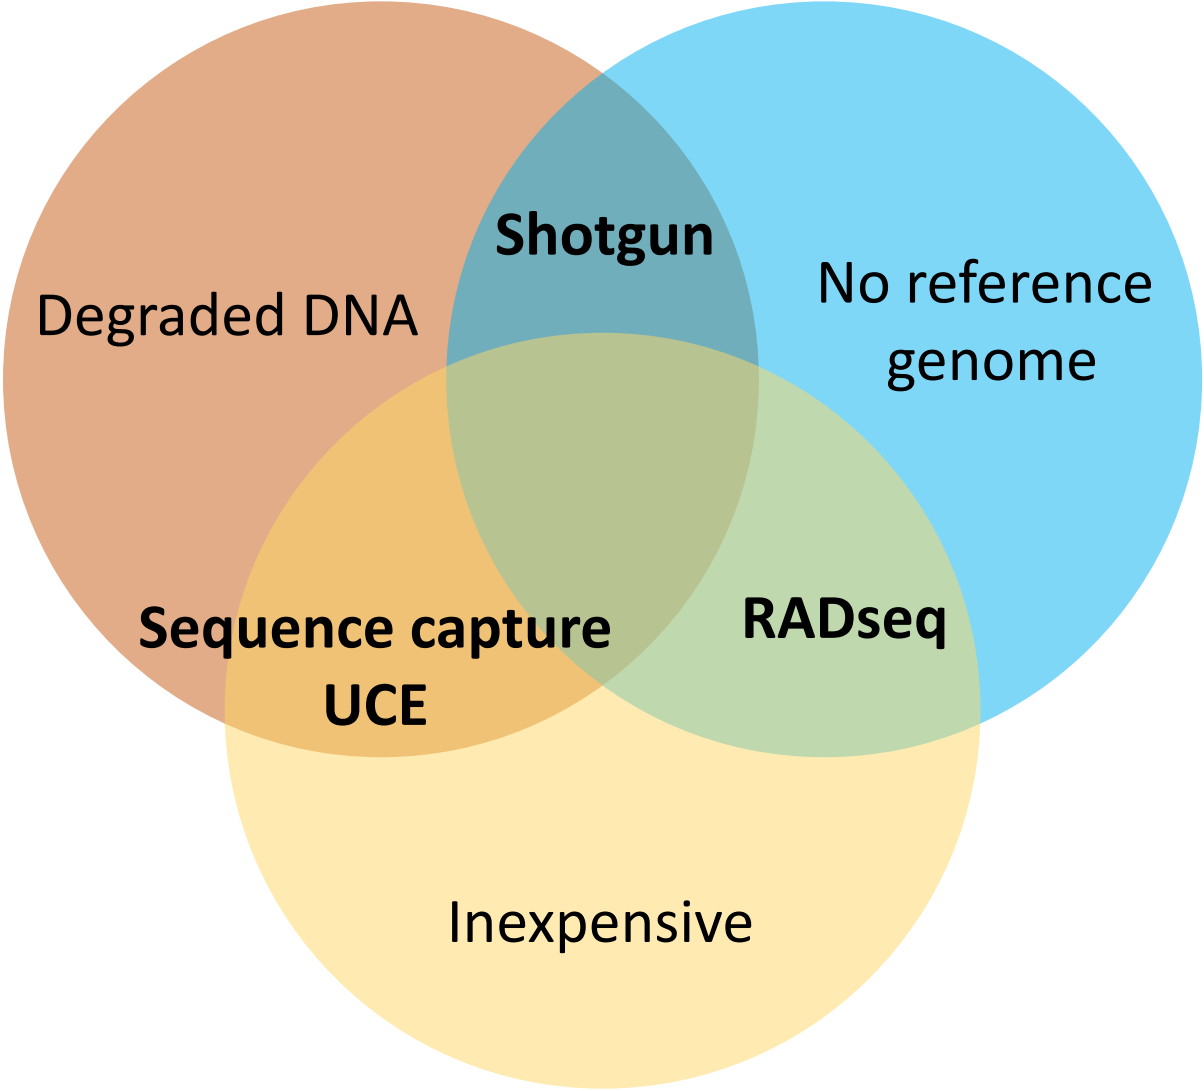 Shotgun
Degraded DNA
No reference
genome
Sequence capture
UCE
RADseq
Inexpensive